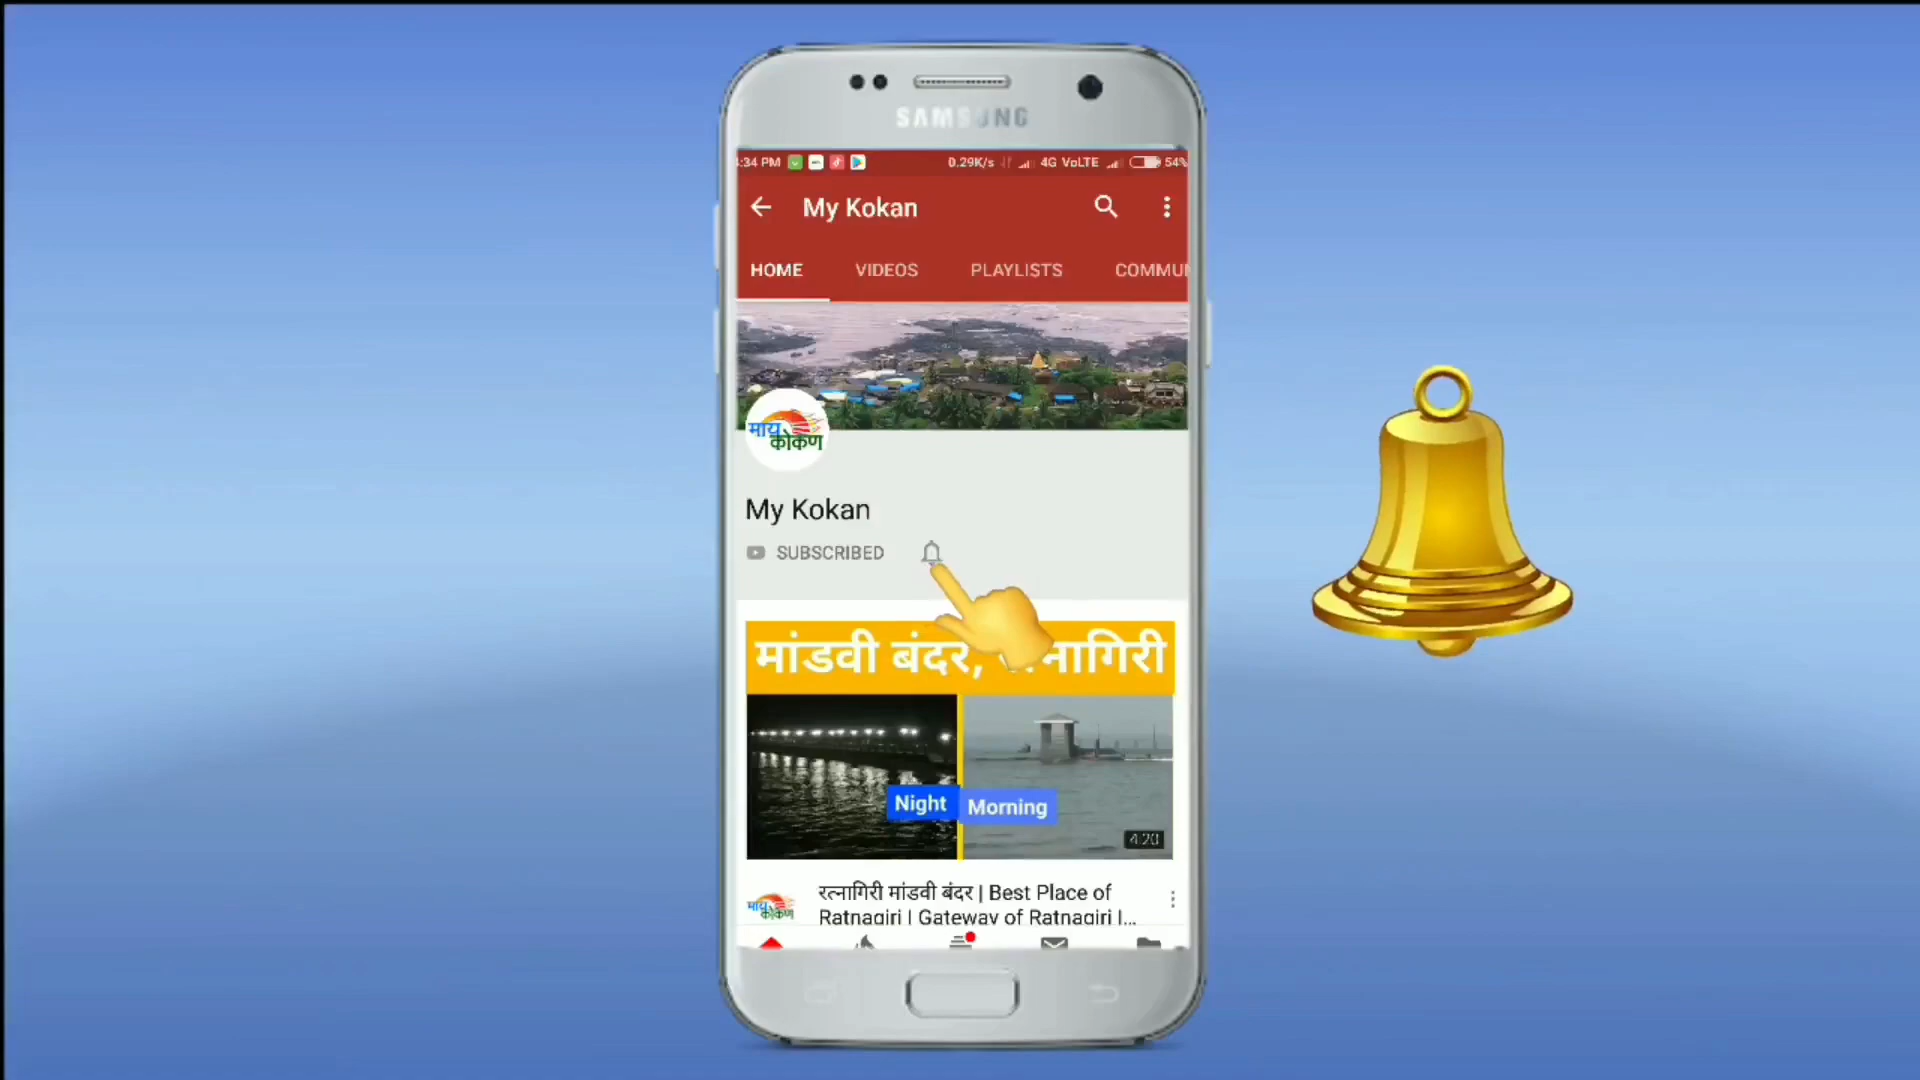 SAMSUNG
:34 PM 0.29K/s 4G VoLTE 54%
My Kokan
HOME VIDEOS PLAYLISTS COMMU
माय
कोकण
My Kokan
SUBSCRIBED
मांडवी बंदर,
Night Morning
4:20
माय
कोकण
रत्नागिरी मांडवी बंदर | Best Place of
Ratnagiri | Gateway of Ratnagiri |...